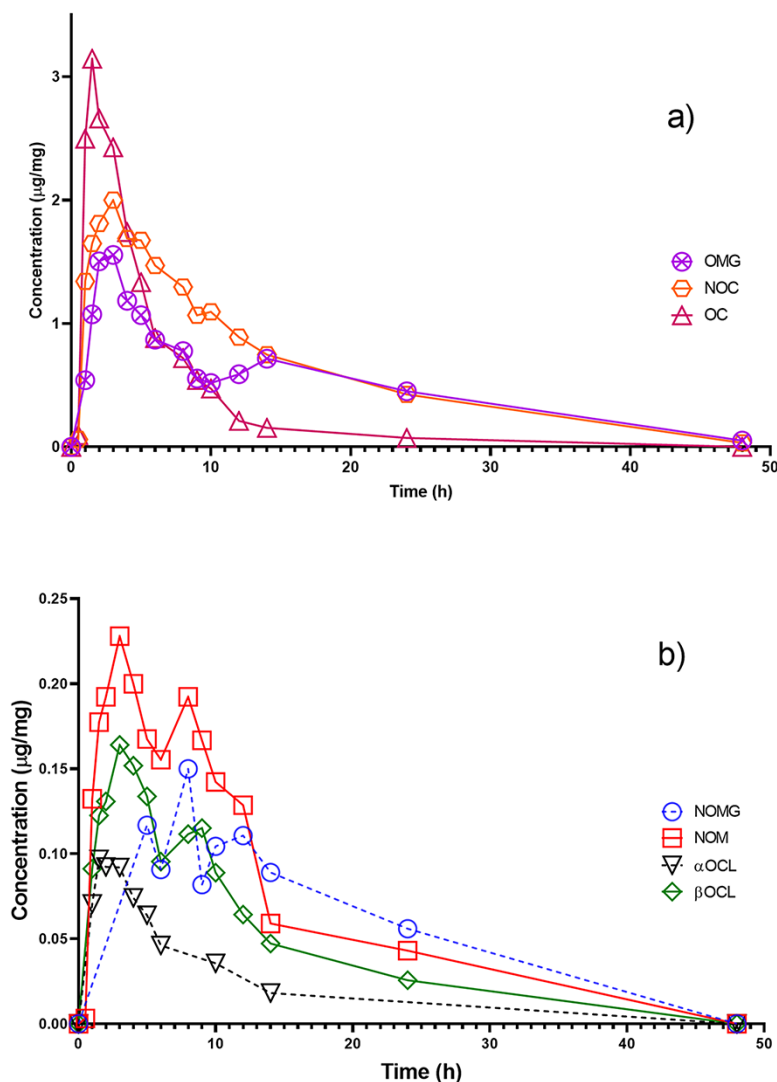 a)
Concentration (µg/mg)
3
2
1
0
0
10
20
30
40
50
Time (h)
OMG
NOC
OC
b)
Concentration (µg/mg)
0.25
0.20
0.15
0.10
0.05
0.00
0
10
20
30
40
50
Time (h)
NOMG
NOM
αOCL
βOCL